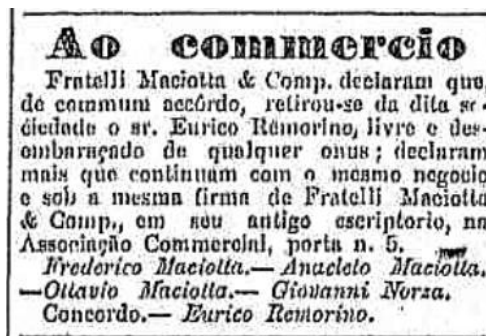 Ao commercio
Fratelli Maciotta & Comp. declaram que,
de commum accórdo, retirou-se da dita so-
ciedade o sr. Eurico Remorino, livre e des-
embaraçado de qualquer onus; declaram
mais que continuam com o mesmo negocio
e sob a mesma firma de Fratelli Maciotta
& Comp., em seu antigo escriptorio, na
Associação Commercial, porta n. 5.
Frederico Maciotta.— Anacleto Maciotta.
—Ottavio Maciotta.— Giovanni Norza.
Concordo.— Eurico Remorino.